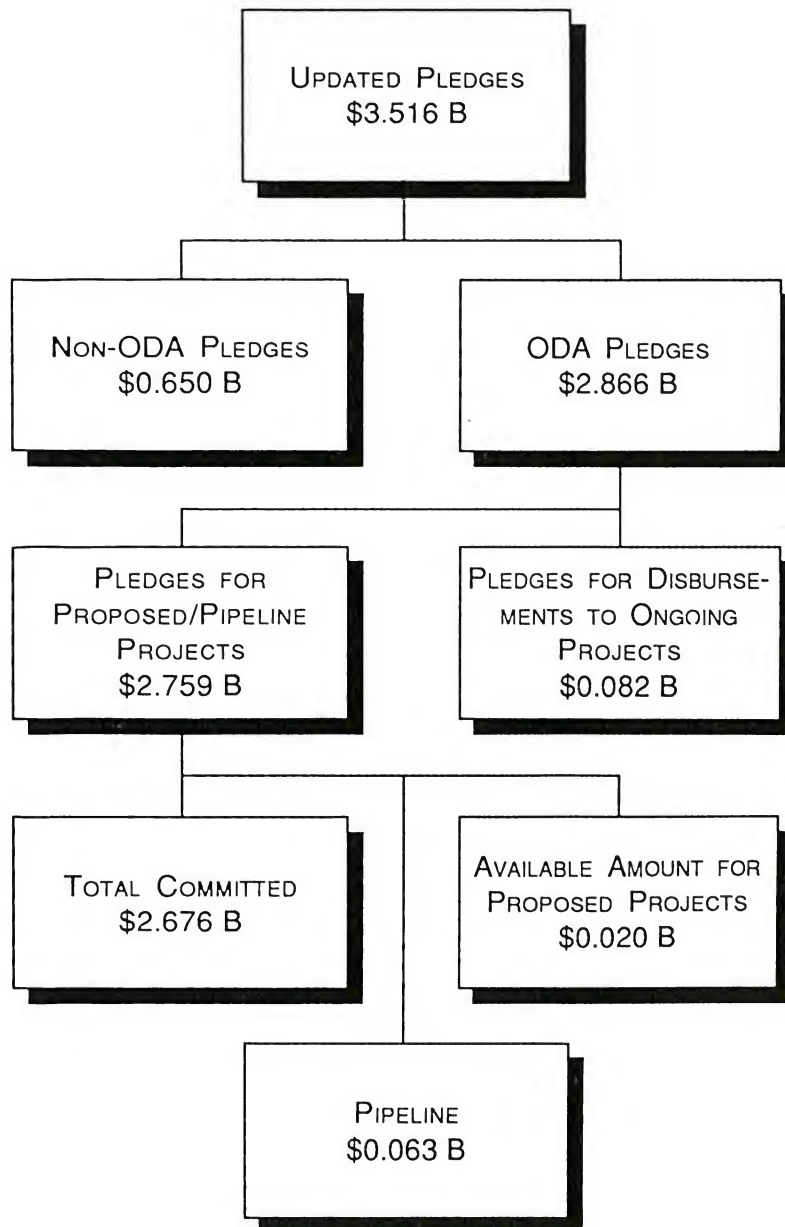 UPDATED PLEDGES
$3.516 B
NON-ODA PLEDGES
$0.650 B
ODA PLEDGES
$2.866 B
PLEDGES FOR
PROPOSED/PIPELINE
PROJECTS
$2.759 B
PLEDGES FOR DISBURSE-
MENTS TO ONGOING
PROJECTS
$0.082 B
TOTAL COMMITTED
$2.676 B
AVAILABLE AMOUNT FOR
PROPOSED PROJECTS
$0.020 B
PIPELINE
$0.063 B